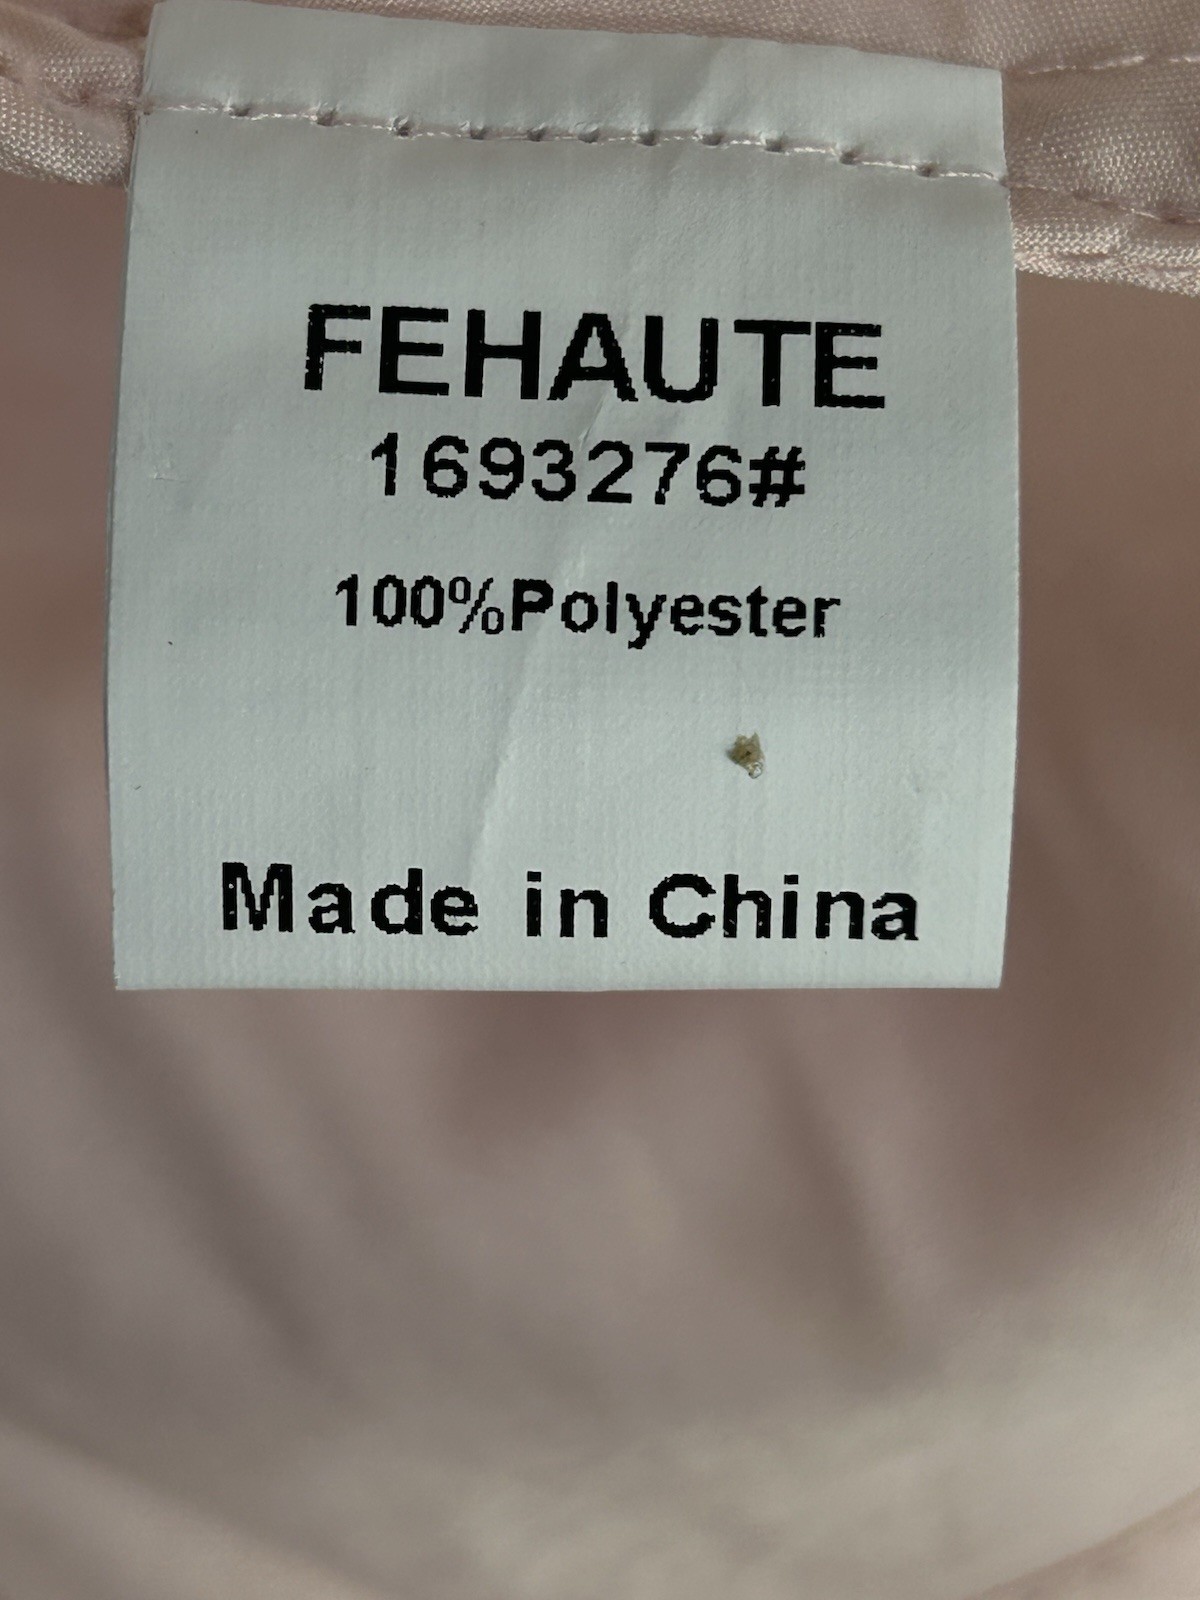 FEHAUTE
1693276#
100%Polyester
Made in China